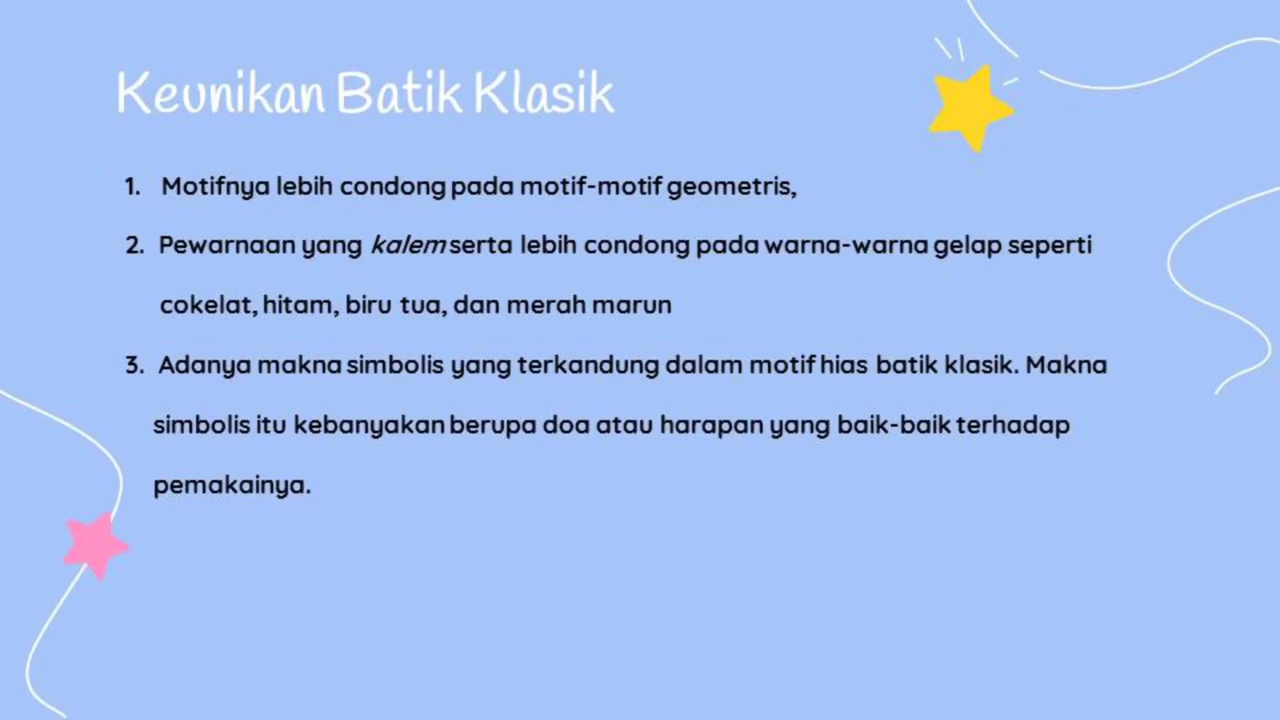 Keunikan Batik Klasik
1. Motifnya lebih condong pada motif-motif geometris,
2. Pewarnaan yang kalem serta lebih condong pada warna-warna gelap seperti
cokelat, hitam, biru tua, dan merah marun
3. Adanya makna simbolis yang terkandung dalam motif hias batik klasik. Makna
simbolis itu kebanyakan berupa doa atau harapan yang baik-baik terhadap
pemakainya.